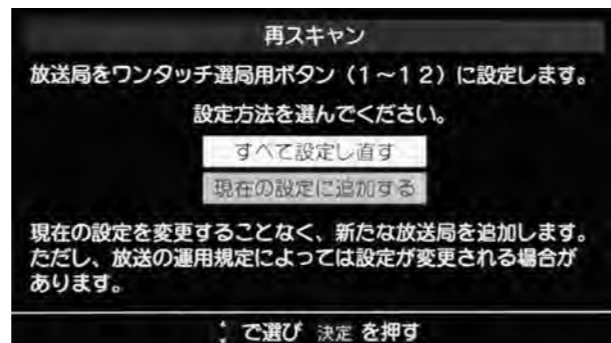 再スキャン
放送局をワンタッチ選局用ボタン（１～１２）に設定します。
設定方法を選んでください。
すべて設定し直す
現在の設定に追加する
現在の設定を変更することなく、新たな放送局を追加します。
ただし、放送の運用規定によっては設定が変更される場合が
あります。
で選び 決定 を押す